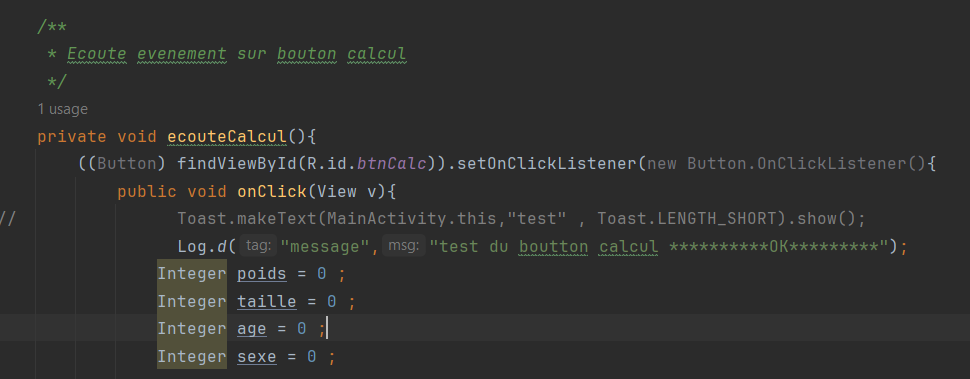 /**
* Ecoute evenement sur bouton calcul
*/
1 usage
private void ecouteCalcul(){
((Button) findViewById(R.id.btnCalc)).setOnClickListener(new Button.OnClickListener(){
public void onClick(View v){
// Toast.makeText(MainActivity.this,"test" , Toast.LENGTH_SHORT).show();
Log.d( tag: "message", msg: "test du boutton calcul **********OK*********");
Integer poids = 0 ;
Integer taille = 0 ;
Integer age = 0 ;
Integer sexe = 0 ;